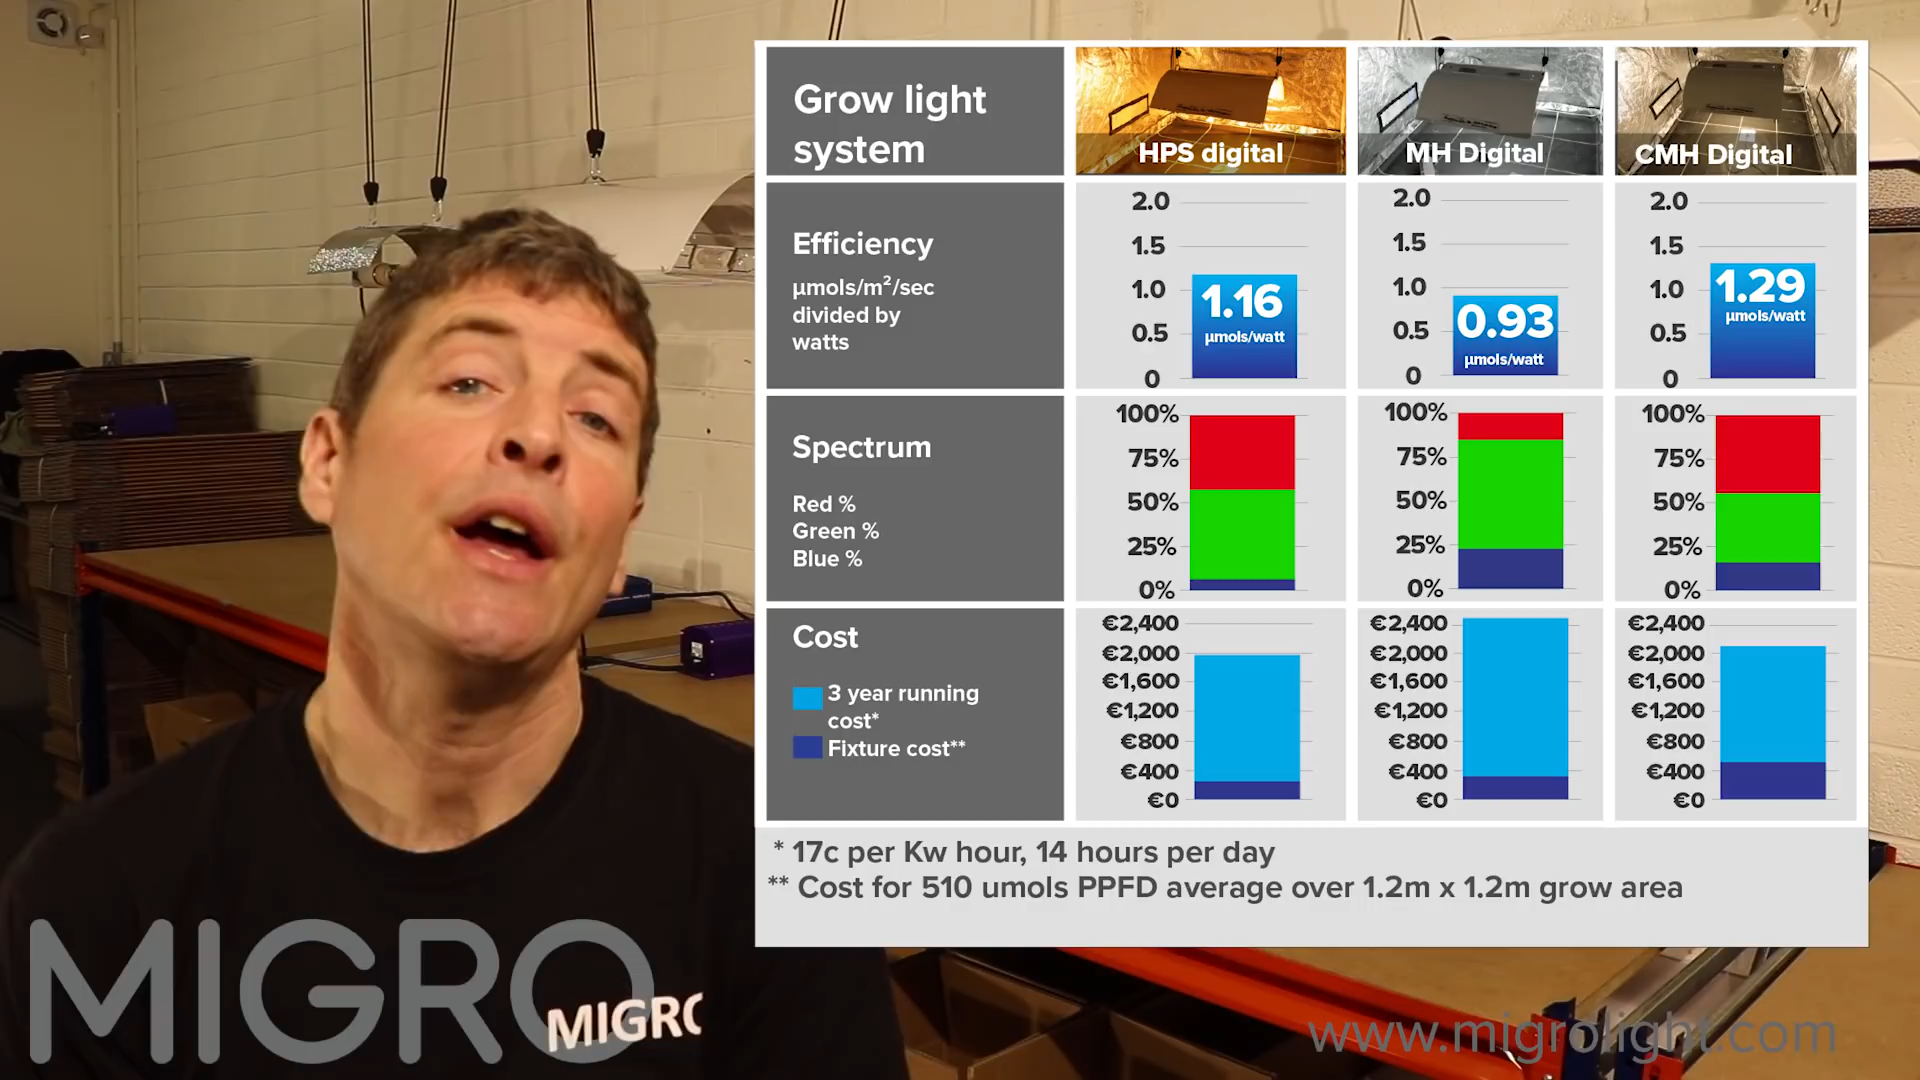 Grow light
system
HPS digital
MH Digital
CMH Digital
Efficiency
µmols/m²/sec
divided by
watts
2.0
1.5
1.0
0.5
0
1.16
µmols/watt
2.0
1.5
1.0
0.5
0
0.93
µmols/watt
2.0
1.5
1.0
0.5
0
1.29
µmols/watt
Spectrum
Red %
Green %
Blue %
100%
75%
50%
25%
0%
100%
75%
50%
25%
0%
100%
75%
50%
25%
0%
Cost
3 year running
cost*
Fixture cost**
€2,400
€2,000
€1,600
€1,200
€800
€400
€0
€2,400
€2,000
€1,600
€1,200
€800
€400
€0
€2,400
€2,000
€1,600
€1,200
€800
€400
€0
* 17c per Kw hour, 14 hours per day
** Cost for 510 umols PPFD average over 1.2m x 1.2m grow area
MIGRO
MIGRO
www.migrolight.com